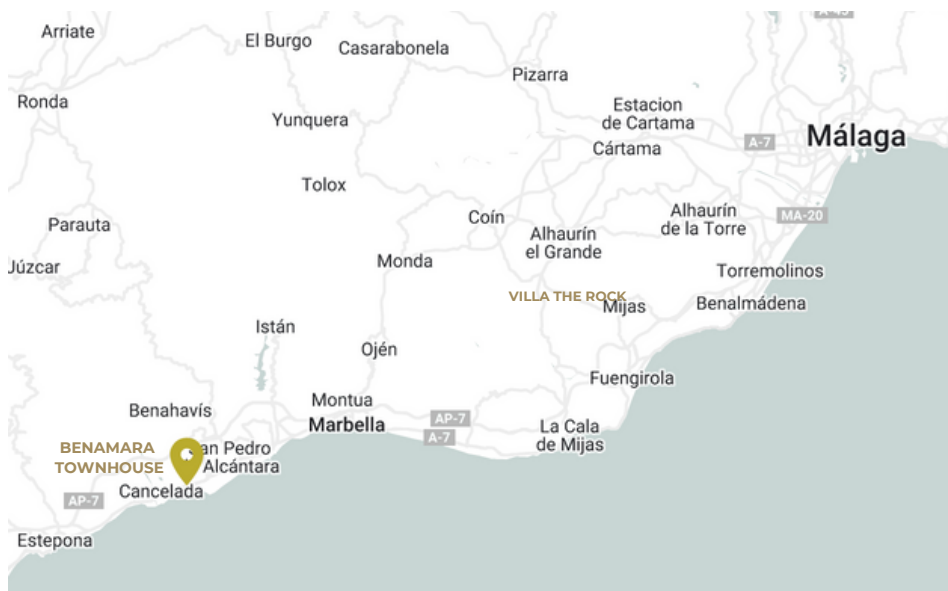 A-45
Arriate
El Burgo
Casarabonela
Pizarra
Ronda
Estacion
de Cartama
Yunquera
A-7
Málaga
Cártama
Tolox
Coín
Alhaurín
de la Torre
MA-20
Parauta
Alhaurín
el Grande
Júzcar
Monda
Torremolinos
VILLA THE ROCK
Mijas
Benalmádena
Istán
Ojén
Fuengirola
Montua
Benahavís
Marbella
AP-7
A-7
La Cala
de Mijas
BENAMARA
TOWNHOUSE
San Pedro
Alcántara
Cancelada
AP-7
Estepona